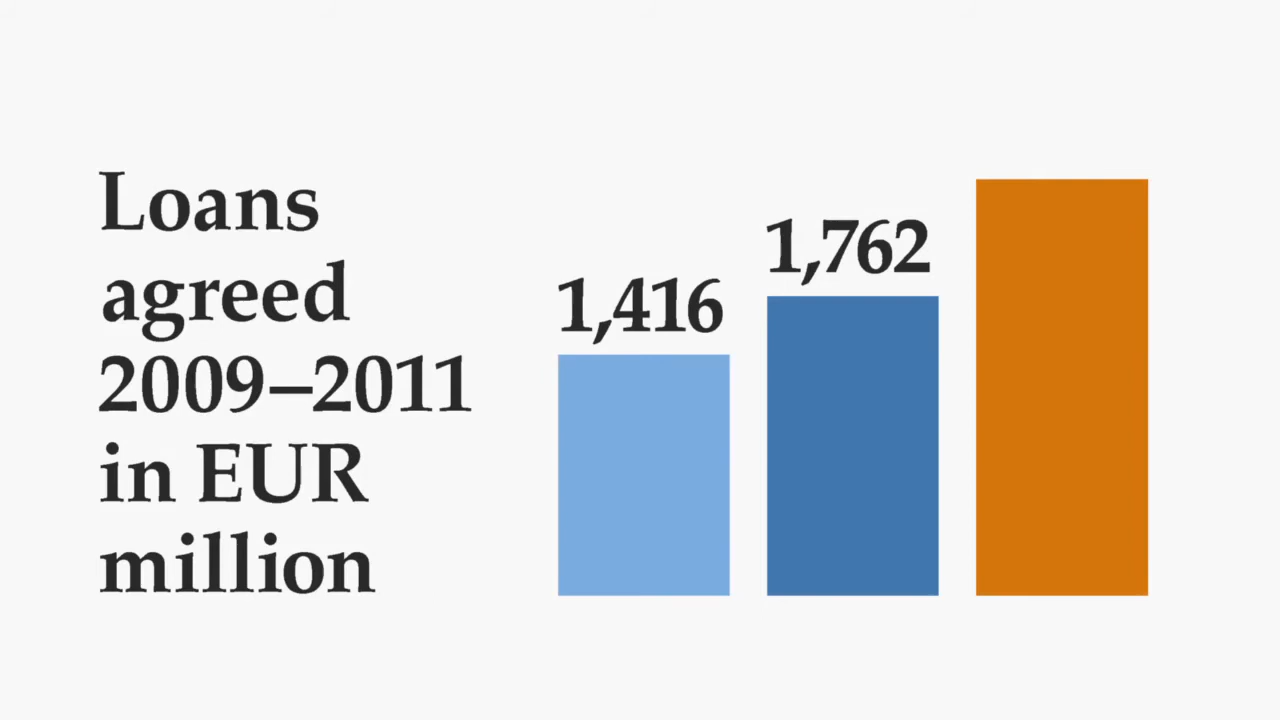 Loans
agreed
2009–2011
in EUR
million
1,416
1,762